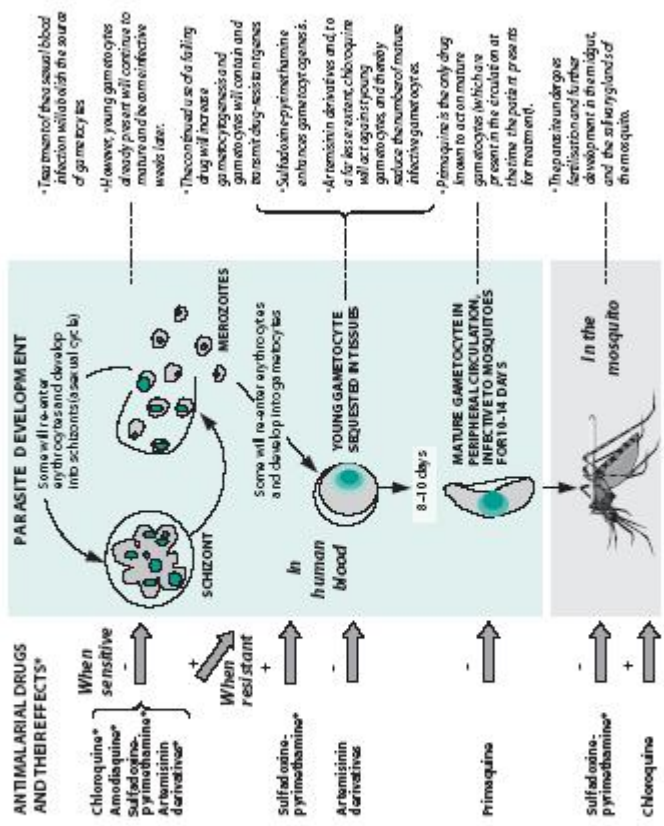 ANTIMALARIAL DRUGS
AND THEIR EFFECTS*
Chloroquine*
Amodiaquine*
Sulfadoxine-
pyrimethamine*
Artemisinin
derivatives*
When
sensitive
-
+
When
resistant
Sulfadoxine-
pyrimethamine*
+
Artemisinin
derivatives
-
Primaquine
-
Sulfadoxine-
pyrimethamine*
-
Chloroquine
+
PARASITE DEVELOPMENT
Some will re-enter
erythrocytes and develop
into schizonts (asexual cycle)
SCHIZONT
MEROZOITES
Some will re-enter erythrocytes
and develop into gametocytes
In
human
blood
YOUNG GAMETOCYTE
SEQUESTED IN TISSUES
8–10 days
MATURE GAMETOCYTE IN
PERIPHERAL CIRCULATION,
INFECTIVE TO MOSQUITOES
FOR 10-14 DAYS
In the
mosquito
• Treatment of the asexual blood
infection will abolish the source
of gametocytes
• However, young gametocytes
already present will continue to
mature and become infective
weeks later.
• The continued use of a failing
drug will increase
gametocytogenesis and
gametocytes will contain and
transmit drug-resistant genes
• Sulfadoxine-pyrimethamine
enhances gametocytogenesis.
• Artemisinin derivatives and, to
a far lesser extent, chloroquine
will act against young
gametocytes, and thereby
reduce the number of mature
infective gametocytes.
• Primaquine is the only drug
known to act on mature
gametocytes (which are
present in the circulation at
the time the patient presents
for treatment).
• The parasite undergoes
fertilisation and further
development in the midgut,
and the salivary glands of
the mosquito.